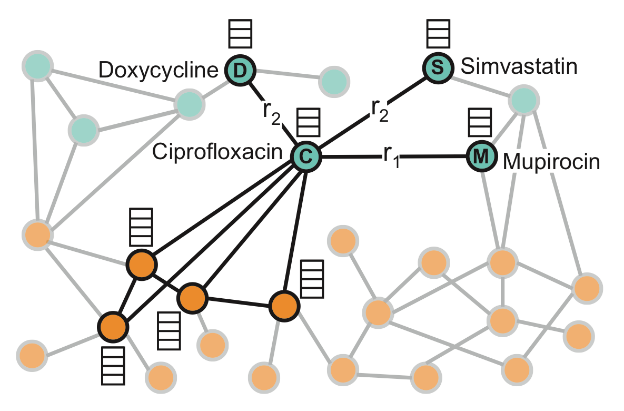 Doxycycline
D
S
Simvastatin
r2
r2
Ciprofloxacin
C
r1
M
Mupirocin